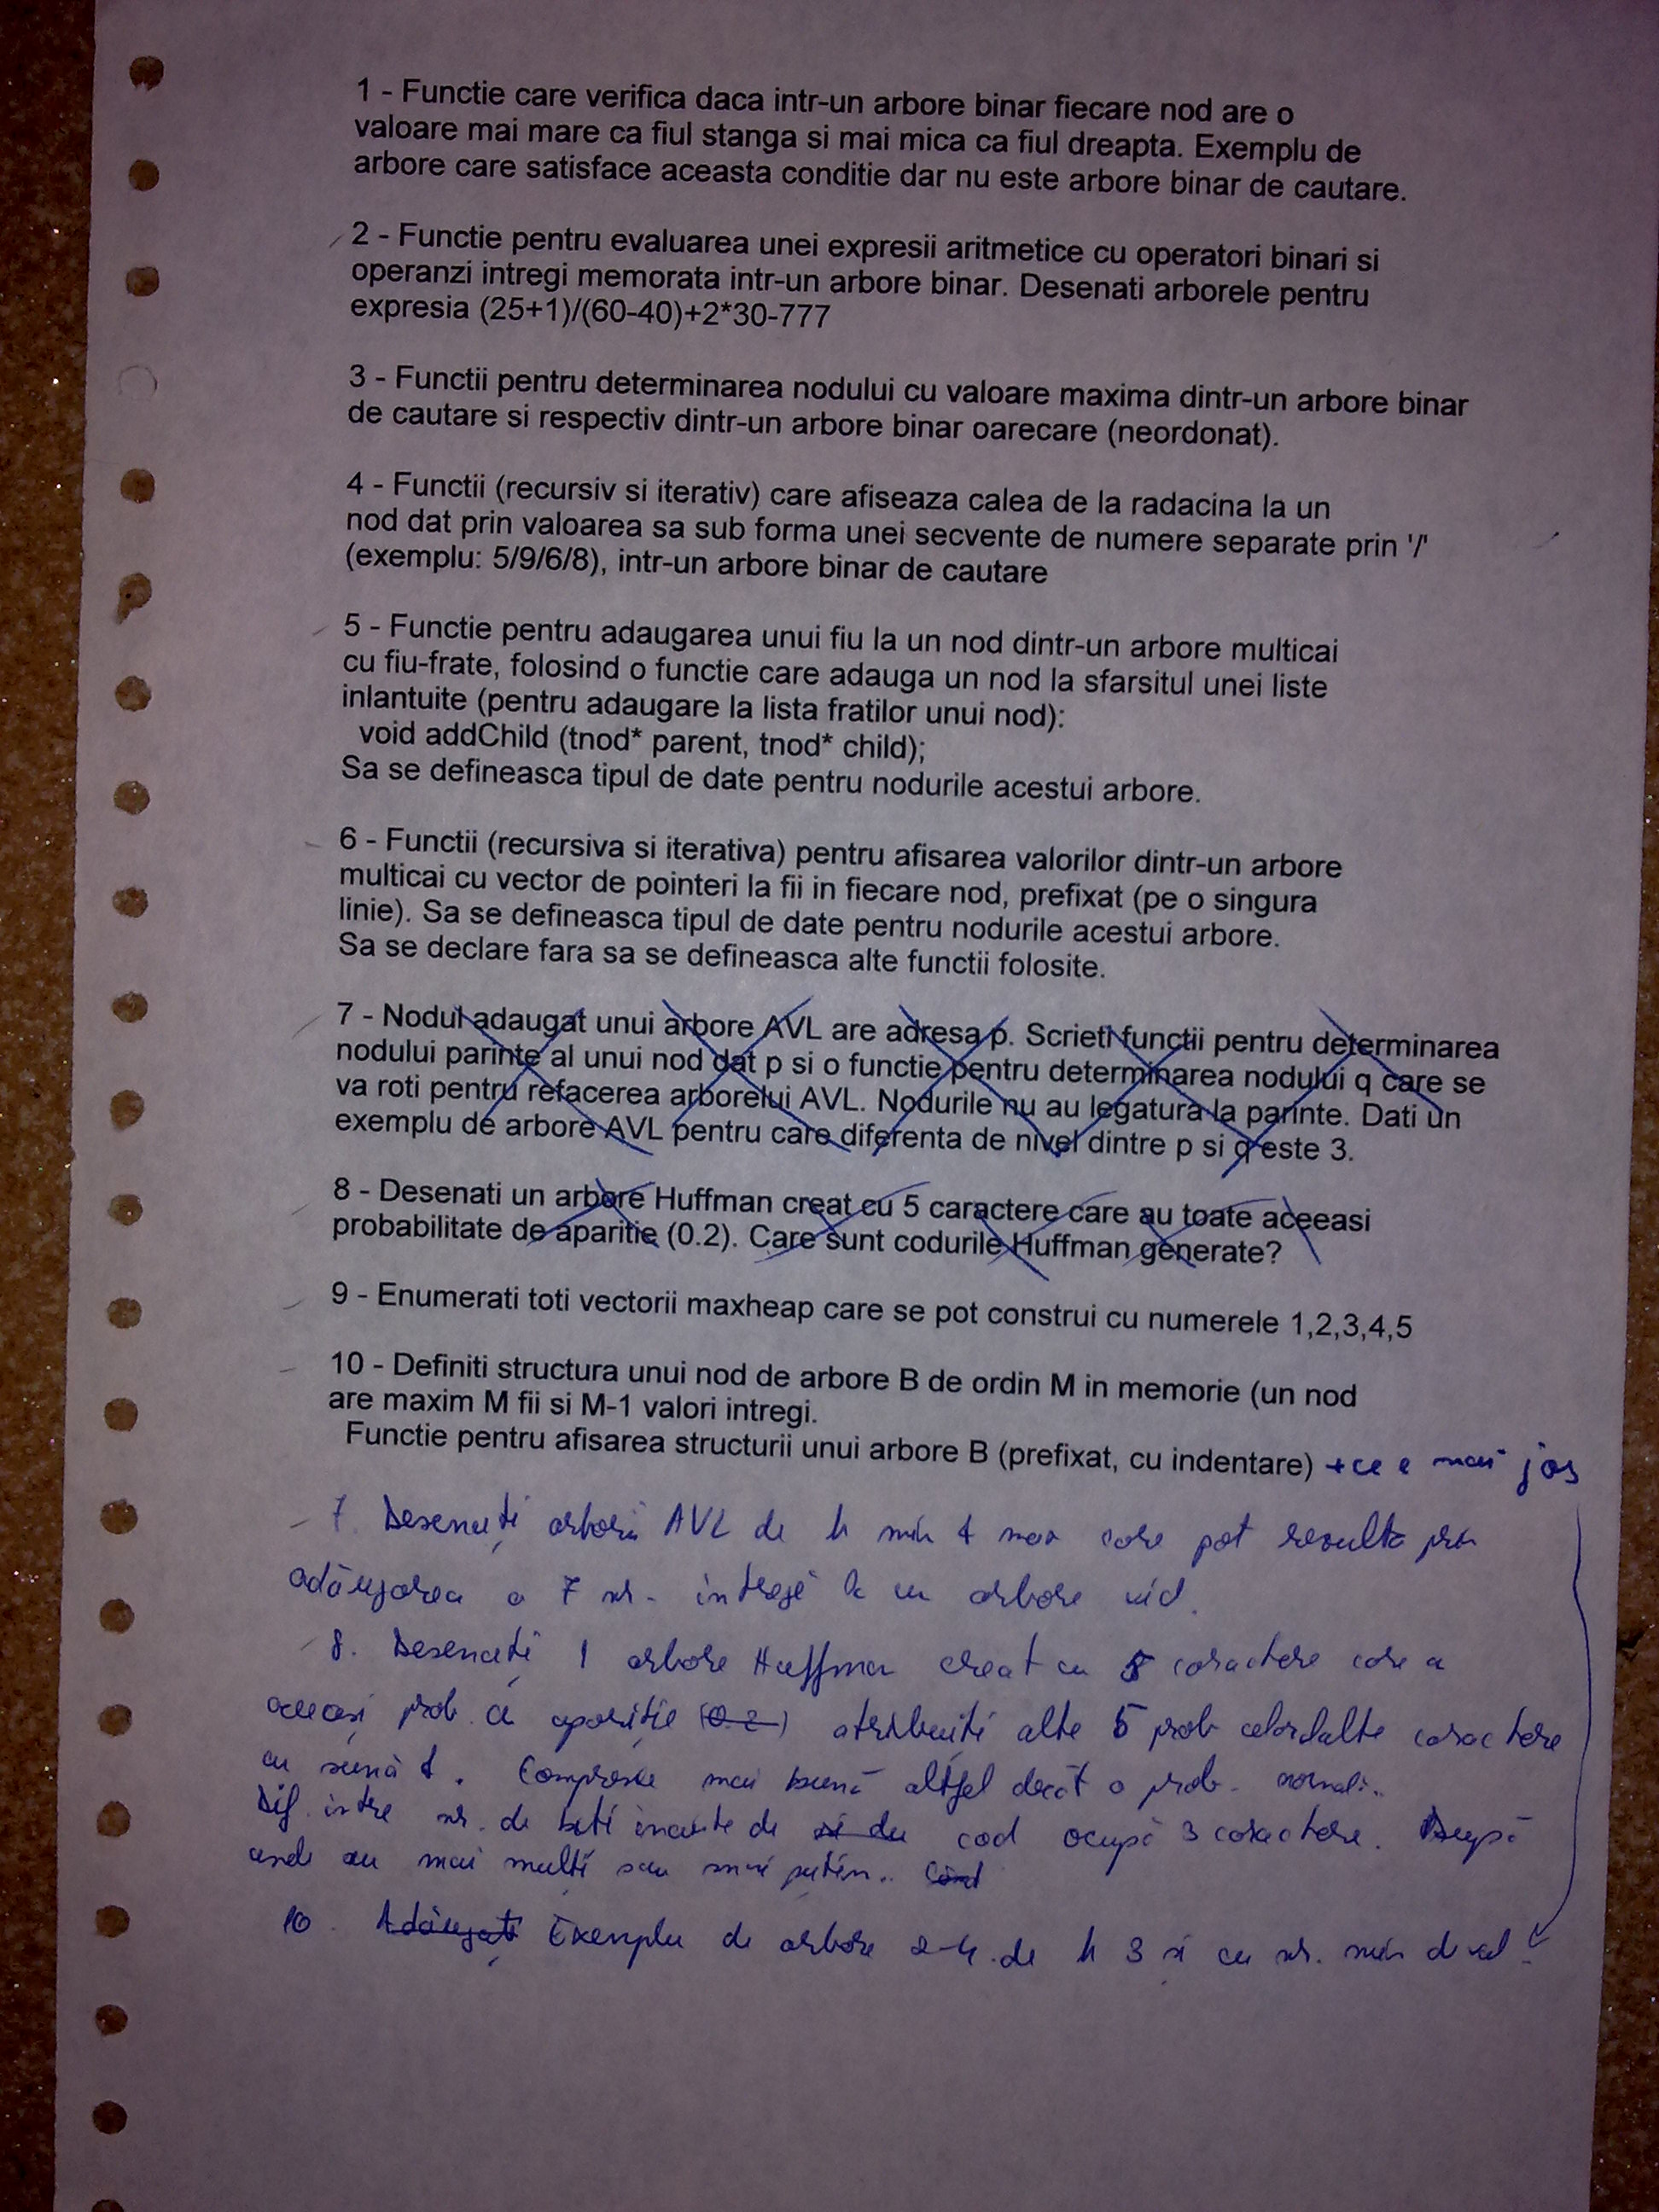 1 - Functie care verifica daca intr-un arbore binar fiecare nod are o
valoare mai mare ca fiul stanga si mai mica ca fiul dreapta. Exemplu de
arbore care satisface aceasta conditie dar nu este arbore binar de cautare.
2 - Functie pentru evaluarea unei expresii aritmetice cu operatori binari si
operanzi intregi memorata intr-un arbore binar. Desenati arborele pentru
expresia (25+1)/(60-40)+2*30-777
3 - Functii pentru determinarea nodului cu valoare maxima dintr-un arbore binar
de cautare si respectiv dintr-un arbore binar oarecare (neordonat).
4 - Functii (recursiv si iterativ) care afiseaza calea de la radacina la un
nod dat prin valoarea sa sub forma unei secvente de numere separate prin '/'
(exemplu: 5/9/6/8), intr-un arbore binar de cautare
5 - Functie pentru adaugarea unui fiu la un nod dintr-un arbore multicai
cu fiu-frate, folosind o functie care adauga un nod la sfarsitul unei liste
inlantuite (pentru adaugare la lista fratilor unui nod):
void addChild (tnod* parent, tnod* child);
Sa se defineasca tipul de date pentru nodurile acestui arbore.
6 - Functii (recursiva si iterativa) pentru afisarea valorilor dintr-un arbore
multicai cu vector de pointeri la fii in fiecare nod, prefixat (pe o singura
linie). Sa se defineasca tipul de date pentru nodurile acestui arbore.
Sa se declare fara sa se defineasca alte functii folosite.
7 - Nodul adaugat unui arbore AVL are adresa p. Scrieti functii pentru determinarea
nodului parinte al unui nod dat p si o functie pentru determinarea nodului q care se
va roti pentru refacerea arborelui AVL. Nodurile nu au legatura la parinte. Dati un
exemplu de arbore AVL pentru care diferenta de nivel dintre p si q este 3.
8 - Desenati un arbore Huffman creat cu 5 caractere care au toate aceeasi
probabilitate de aparitie (0.2). Care sunt codurile Huffman generate?
9 - Enumerati toti vectorii maxheap care se pot construi cu numerele 1,2,3,4,5
10 - Definiti structura unui nod de arbore B de ordin M in memorie (un nod
are maxim M fii si M-1 valori intregi.
Functie pentru afisarea structurii unui arbore B (prefixat, cu indentare) + ce e mai jos
7. Desenați arborii AVL de h min & max care pot rezulta prin
adăugarea a 7 nr. întregi la un arbore vid.
8. Desenați 1 arbore Huffman creat cu 5 caractere care a
aceeași prob. de apariție (0.2) atribuiți alte 5 prob celorlalte caractere
cu sumă 1. mai bună altfel decât o prob.
Dif. între nr. de biți înainte de cod ocupă 3 caractere. După
mai multi sau mai puțin..
10. Adăugați Exemplu de arbore 2-4 de h 3 și cu nr. min d val.